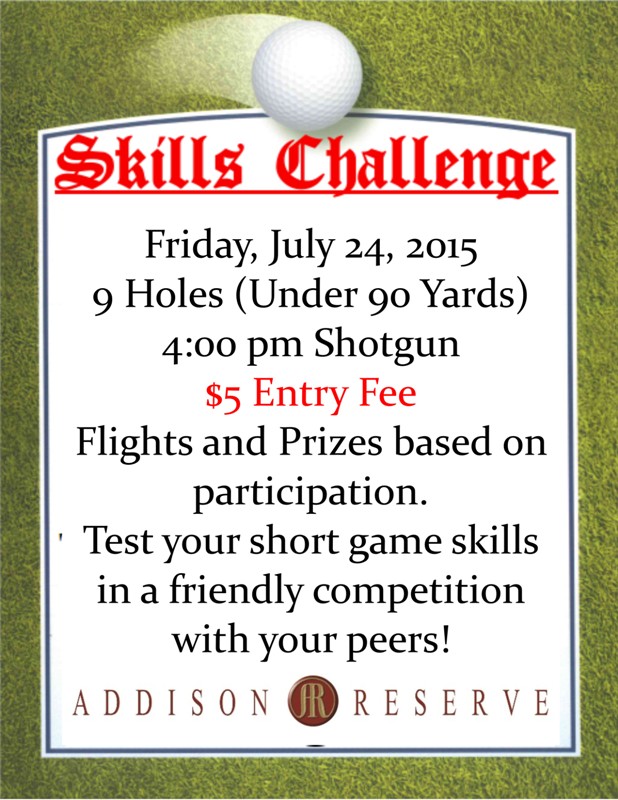 Skills Challenge
Friday, July 24, 2015
9 Holes (Under 90 Yards)
4:00 pm Shotgun
$5 Entry Fee
Flights and Prizes based on
participation.
Test your short game skills
in a friendly competition
with your peers!
ADDISON AR RESERVE